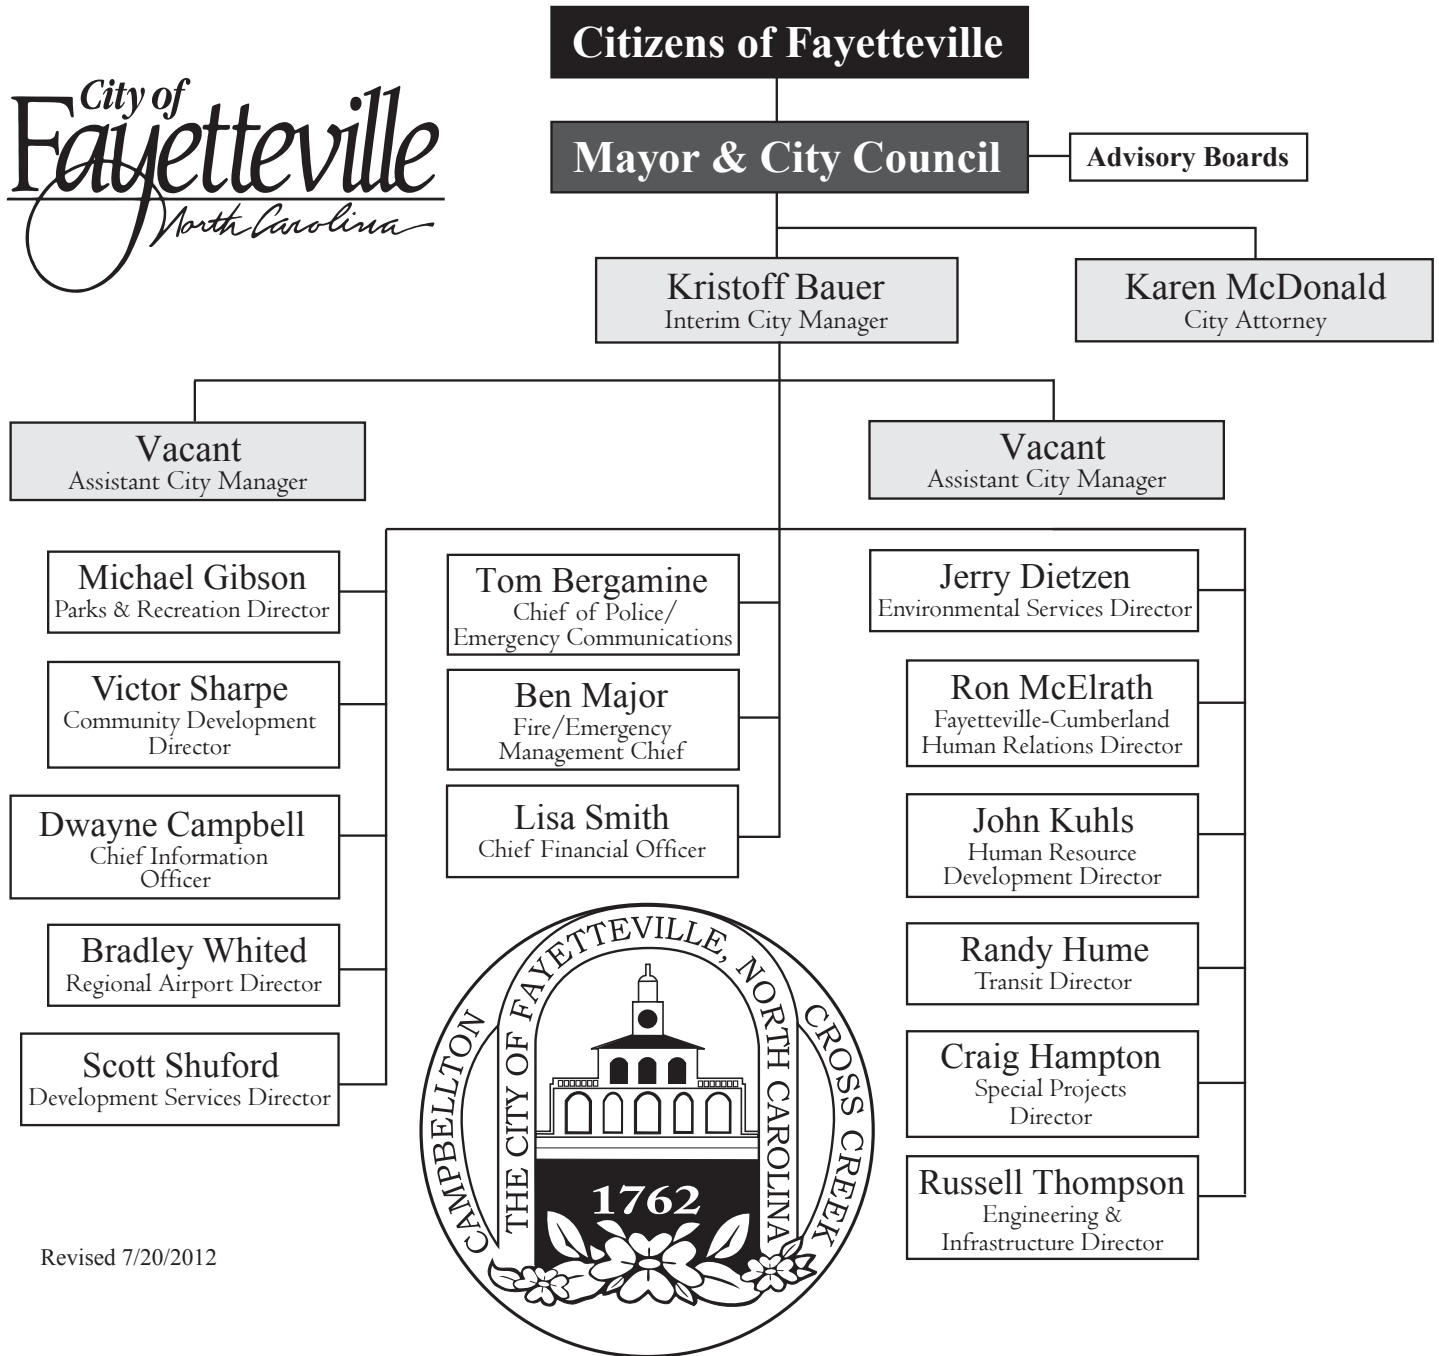 Citizens of Fayetteville
City of
Fayetteville
North Carolina
Mayor & City Council
Advisory Boards
Kristoff Bauer
Interim City Manager
Karen McDonald
City Attorney
Vacant
Assistant City Manager
Vacant
Assistant City Manager
Michael Gibson
Parks & Recreation Director
Victor Sharpe
Community Development
Director
Dwayne Campbell
Chief Information
Officer
Bradley Whited
Regional Airport Director
Scott Shuford
Development Services Director
Tom Bergamine
Chief of Police/
Emergency Communications
Ben Major
Fire/Emergency
Management Chief
Lisa Smith
Chief Financial Officer
Jerry Dietzen
Environmental Services Director
Ron McElrath
Fayetteville-Cumberland
Human Relations Director
John Kuhls
Human Resource
Development Director
Randy Hume
Transit Director
Craig Hampton
Special Projects
Director
Russell Thompson
Engineering &
Infrastructure Director
CAMPBELLTON
THE CITY OF FAYETTEVILLE, NORTH CAROLINA
CROSS CREEK
1762
Revised 7/20/2012